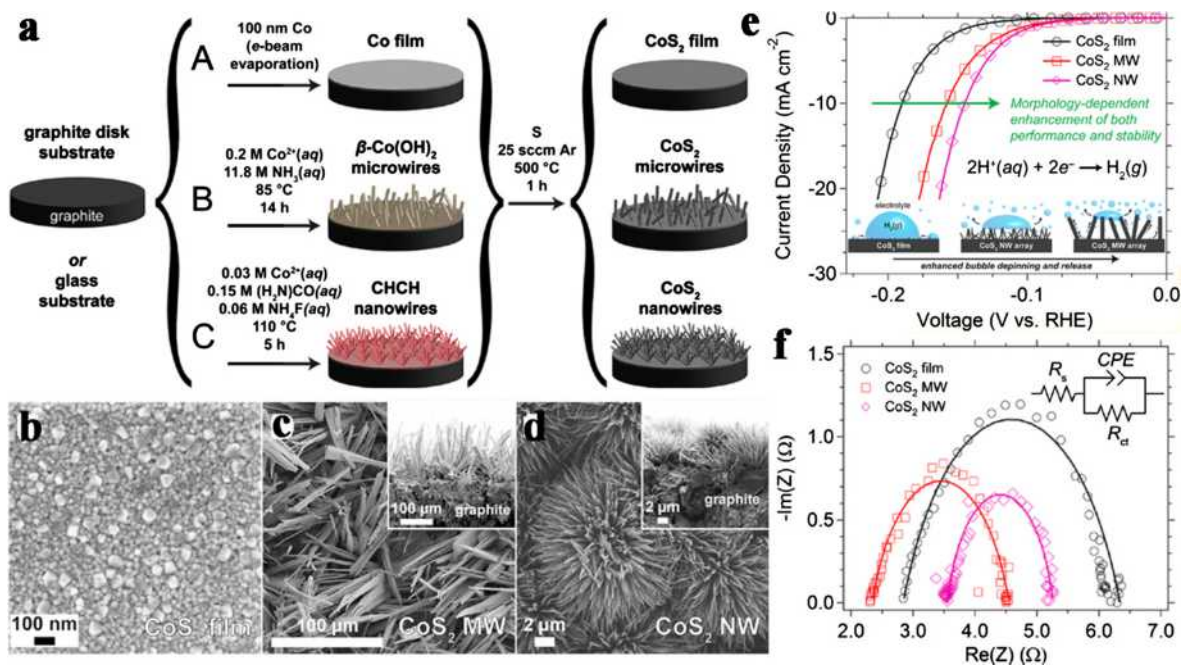 a
graphite disk
substrate
graphite
or
glass
substrate
A
100 nm Co
(e-beam
evaporation)
Co film
B
0.2 M Co²⁺(aq)
11.8 M NH₃(aq)
85 °C
14 h
β-Co(OH)₂
microwires
C
0.03 M Co²⁺(aq)
0.15 M (H₂N)CO(aq)
0.06 M NH₄F(aq)
110 °C
5 h
CHCH
nanowires
S
25 sccm Ar
500 °C
1 h
CoS₂ film
CoS₂
microwires
CoS₂
nanowires
b
100 nm
CoS₂ film
c
100 μm
graphite
100 μm
CoS₂ MW
d
2 μm
graphite
2 μm
CoS₂ NW
e
Current Density (mA cm⁻²)
0
-10
-20
-30
CoS₂ film
CoS₂ MW
CoS₂ NW
Morphology-dependent
enhancement of both
performance and stability
2H⁺(aq) + 2e⁻ → H₂(g)
electrolyte
H₂(g)
CoS₂ film
CoS₂ NW array
CoS₂ MW array
enhanced bubble depinning and release
-0.2
-0.1
0.0
Voltage (V vs. RHE)
f
-Im(Z) (Ω)
1.5
1.0
0.5
0.0
CoS₂ film
CoS₂ MW
CoS₂ NW
CPE
Rₛ
R_ct
2.0 3.0 4.0 5.0 6.0 7.0
Re(Z) (Ω)